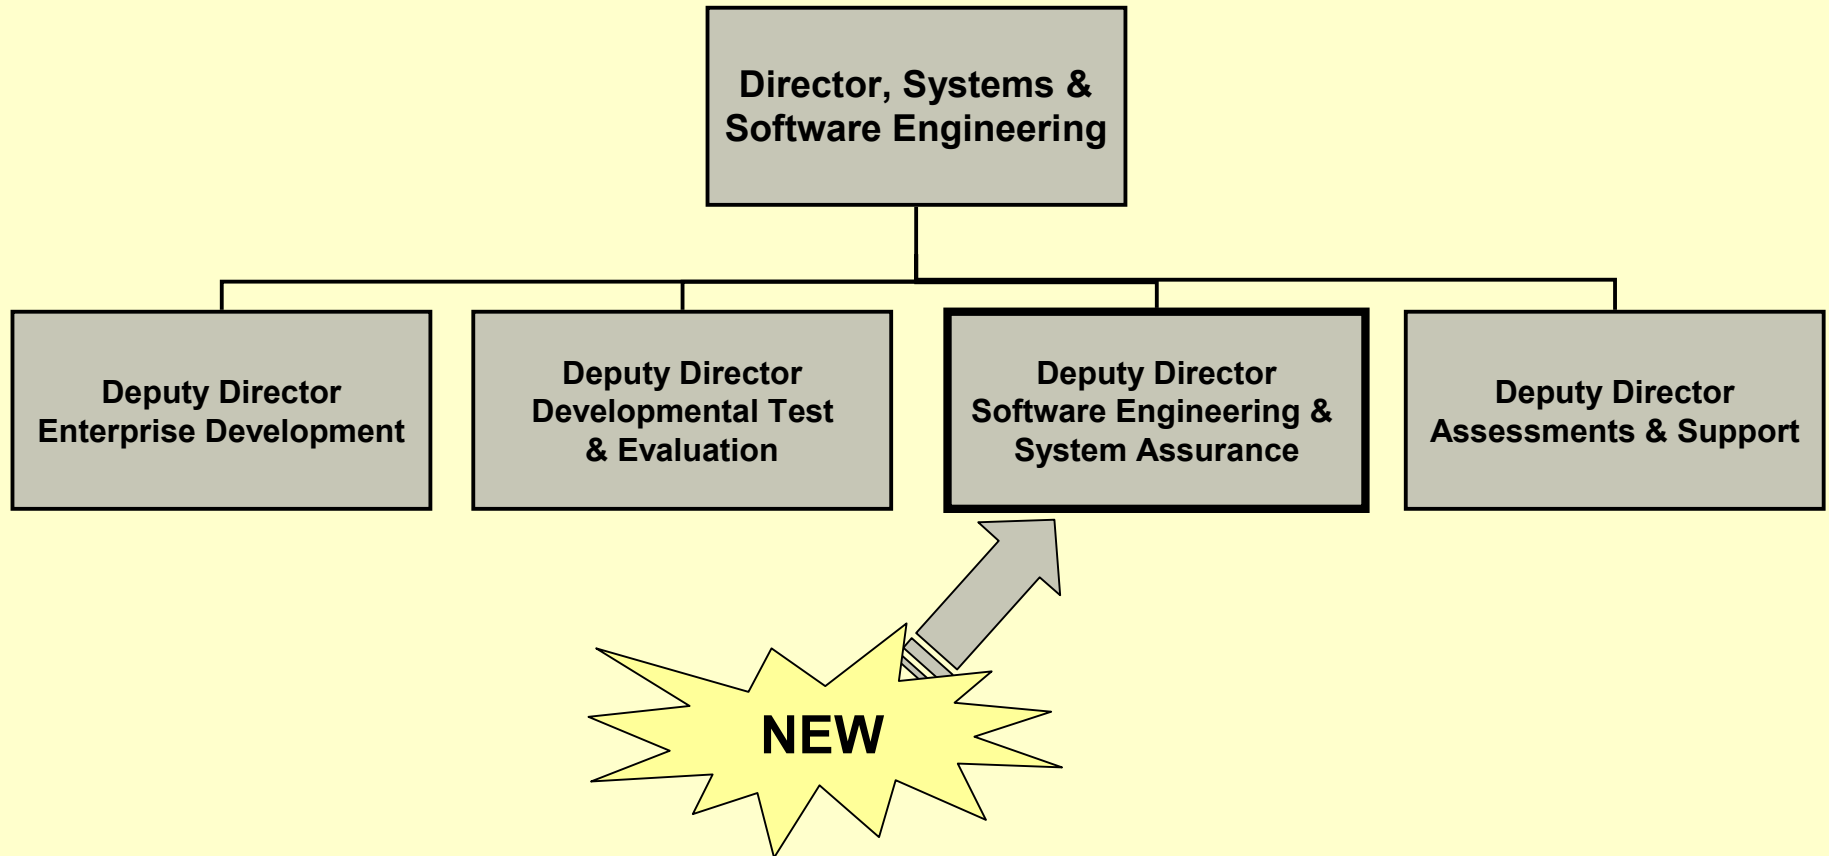 Director, Systems &
Software Engineering
Deputy Director
Enterprise Development
Deputy Director
Developmental Test
& Evaluation
Deputy Director
Software Engineering &
System Assurance
Deputy Director
Assessments & Support
NEW